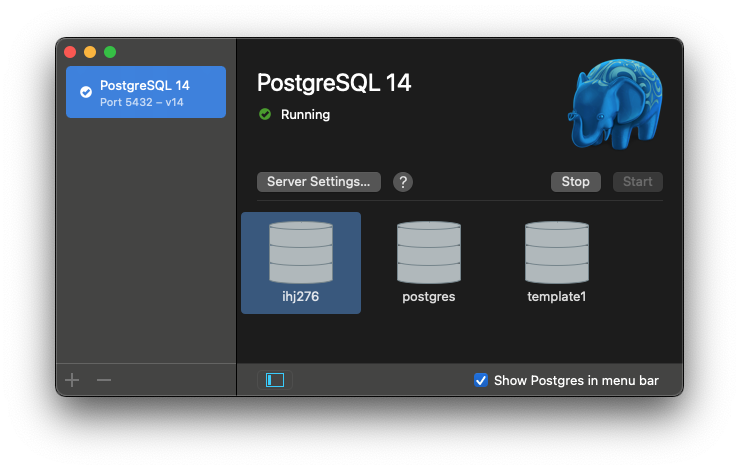 PostgreSQL 14
Port 5432 – v14
PostgreSQL 14
Running
Server Settings...
?
Stop
Start
ihj276
postgres
template1
Show Postgres in menu bar